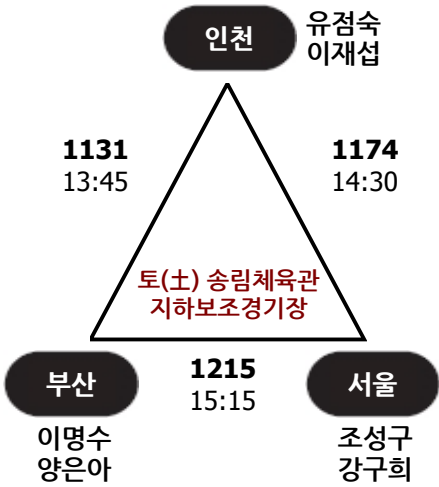 인천
유점숙
이재섭
1131
13:45
1174
14:30
토(土) 송림체육관
지하보조경기장
부산
1215
15:15
서울
이명수
양은아
조성구
강구희